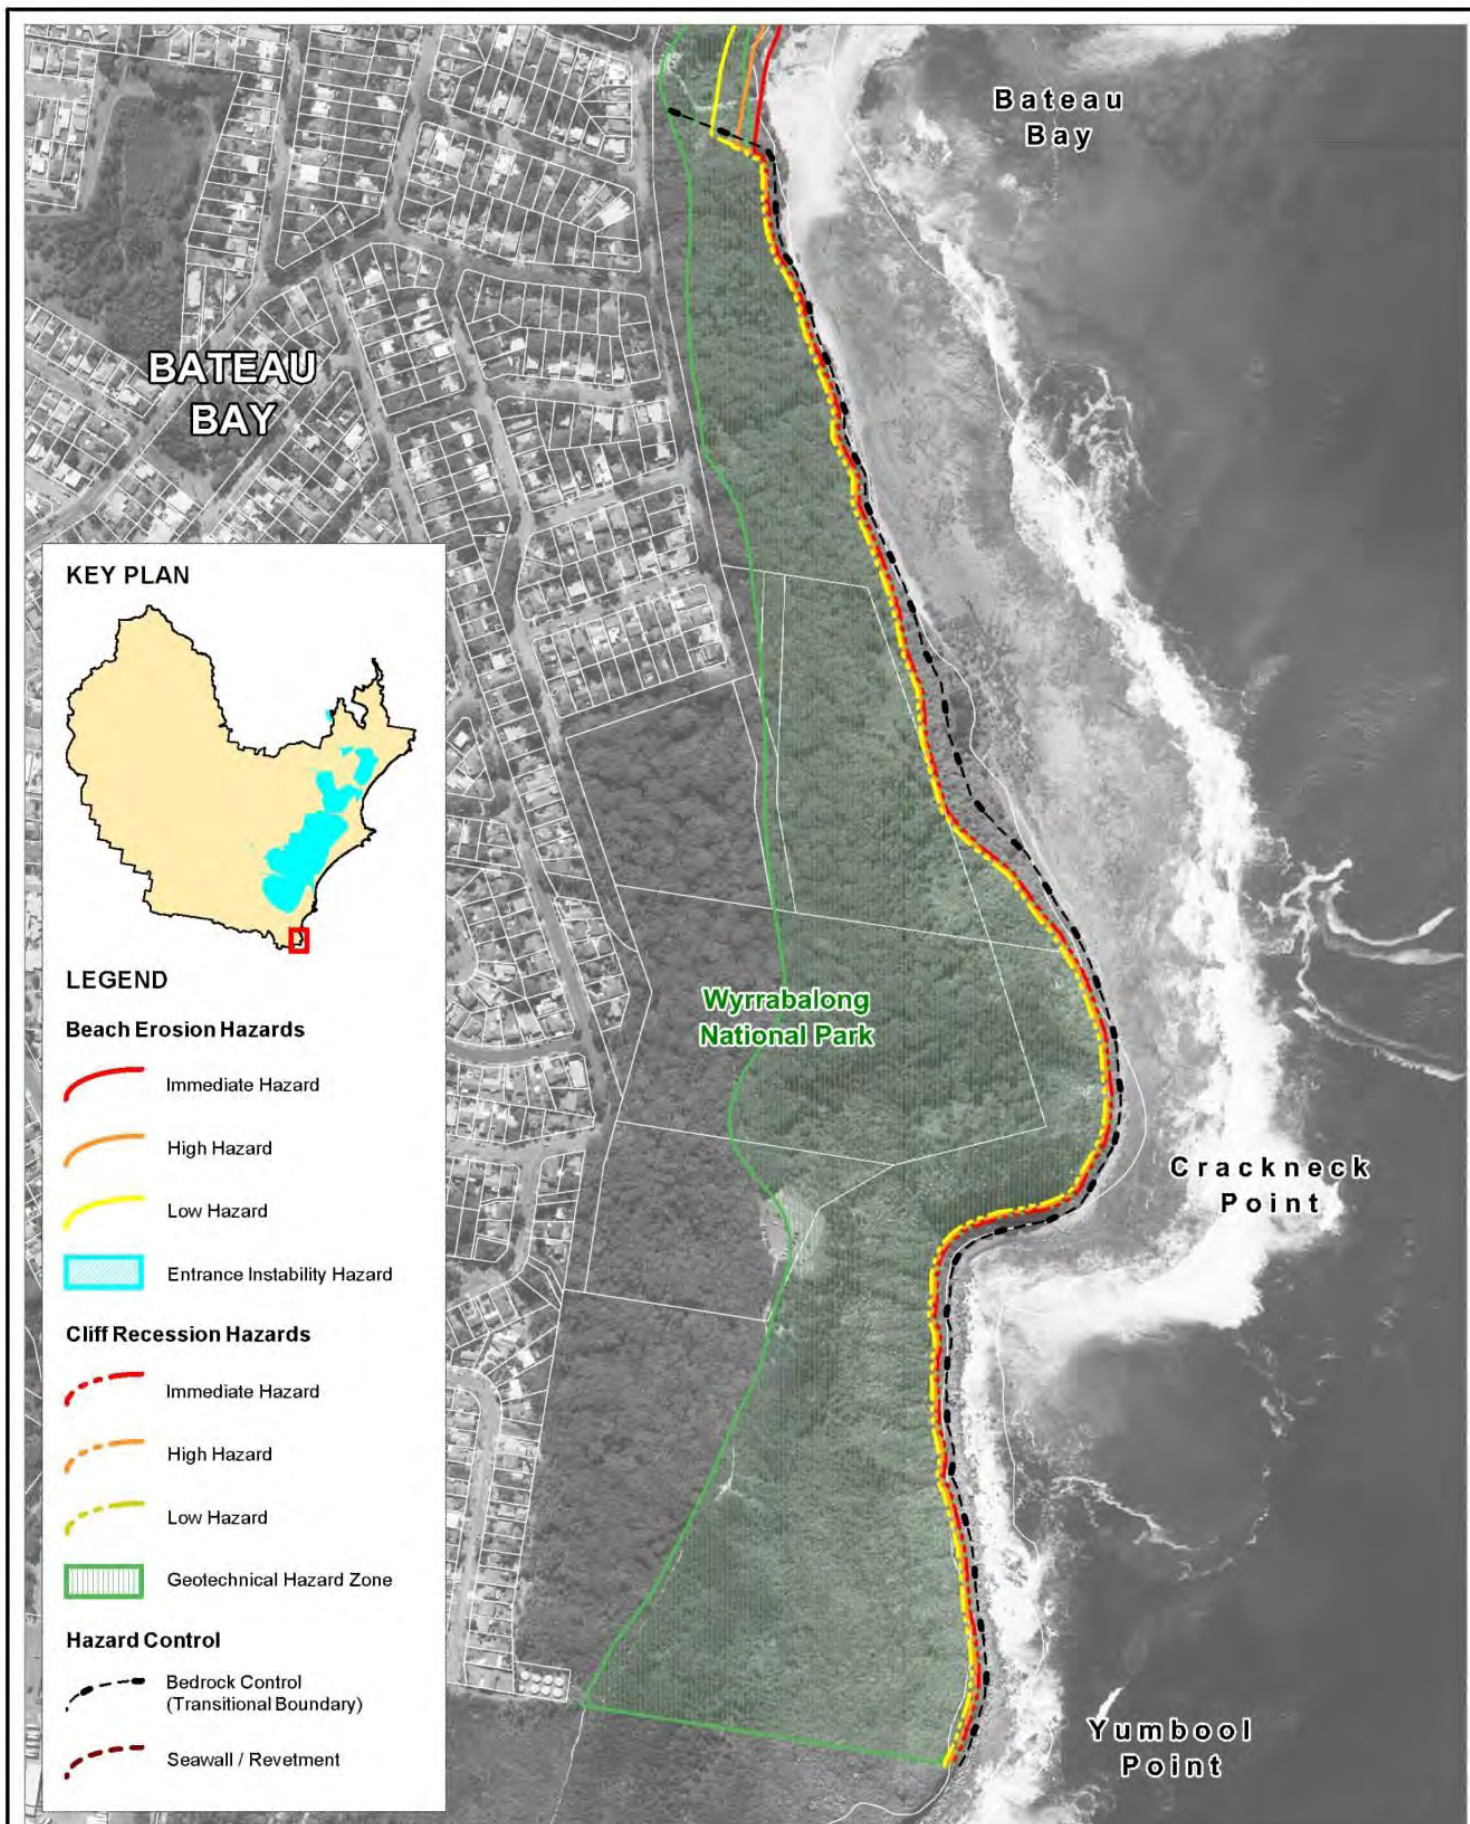 Bateau
Bay
BATEAU
BAY
KEY PLAN
LEGEND
Beach Erosion Hazards
Immediate Hazard
High Hazard
Low Hazard
Entrance Instability Hazard
Cliff Recession Hazards
Immediate Hazard
High Hazard
Low Hazard
Geotechnical Hazard Zone
Hazard Control
Bedrock Control
(Transitional Boundary)
Seawall / Revetment
Wyrrabalong
National Park
Crackneck
Point
Yumbool
Point